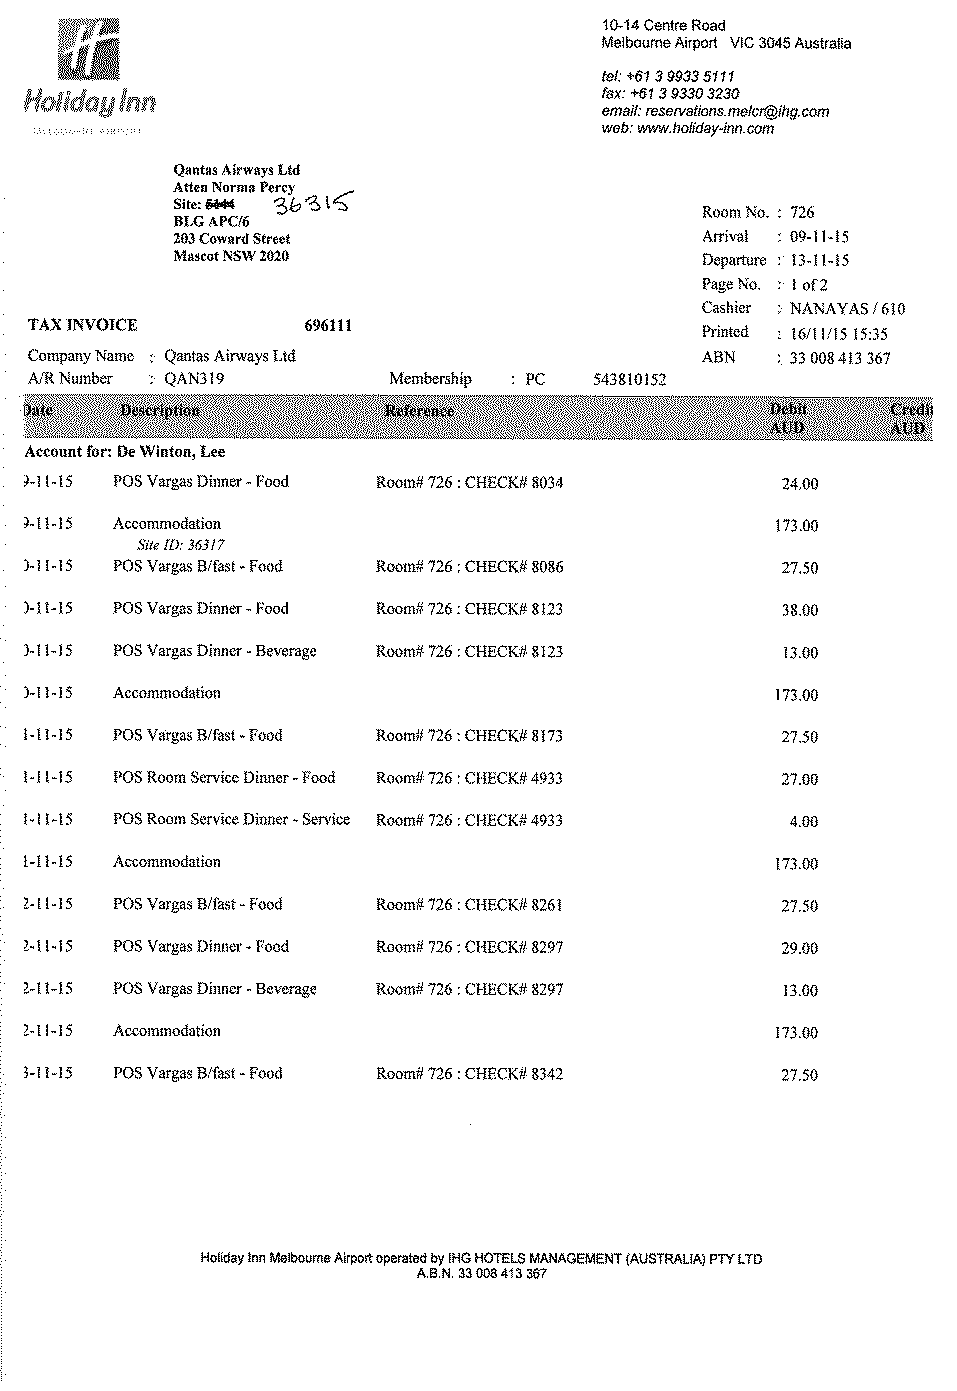 Holiday Inn
MELBOURNE AIRPORT
10-14 Centre Road
Melbourne Airport VIC 3045 Australia
tel: +61 3 9933 5111
fax: +61 3 9330 3230
email: reservations.melcr@ihg.com
web: www.holiday-inn.com
Qantas Airways Ltd
Atten Norma Percy
Site: 5144 36315
BLG APC/6
203 Coward Street
Mascot NSW 2020
Room No. : 726
Arrival : 09-11-15
Departure : 13-11-15
Page No. : 1 of 2
Cashier : NANAYAS / 610
Printed : 16/11/15 15:35
ABN : 33 008 413 367
TAX INVOICE 696111
Company Name : Qantas Airways Ltd
A/R Number : QAN319 Membership : PC 543810152
Date Description Reference Debit Credit
AUD AUD
Account for: De Winton, Lee
9-11-15 POS Vargas Dinner - Food Room# 726 : CHECK# 8034 24.00
9-11-15 Accommodation 173.00
Site ID: 36317
0-11-15 POS Vargas B/fast - Food Room# 726 : CHECK# 8086 27.50
0-11-15 POS Vargas Dinner - Food Room# 726 : CHECK# 8123 38.00
0-11-15 POS Vargas Dinner - Beverage Room# 726 : CHECK# 8123 13.00
0-11-15 Accommodation 173.00
1-11-15 POS Vargas B/fast - Food Room# 726 : CHECK# 8173 27.50
1-11-15 POS Room Service Dinner - Food Room# 726 : CHECK# 4933 27.00
1-11-15 POS Room Service Dinner - Service Room# 726 : CHECK# 4933 4.00
1-11-15 Accommodation 173.00
2-11-15 POS Vargas B/fast - Food Room# 726 : CHECK# 8261 27.50
2-11-15 POS Vargas Dinner - Food Room# 726 : CHECK# 8297 29.00
2-11-15 POS Vargas Dinner - Beverage Room# 726 : CHECK# 8297 13.00
2-11-15 Accommodation 173.00
3-11-15 POS Vargas B/fast - Food Room# 726 : CHECK# 8342 27.50
Holiday Inn Melbourne Airport operated by IHG HOTELS MANAGEMENT (AUSTRALIA) PTY LTD
A.B.N. 33 008 413 367